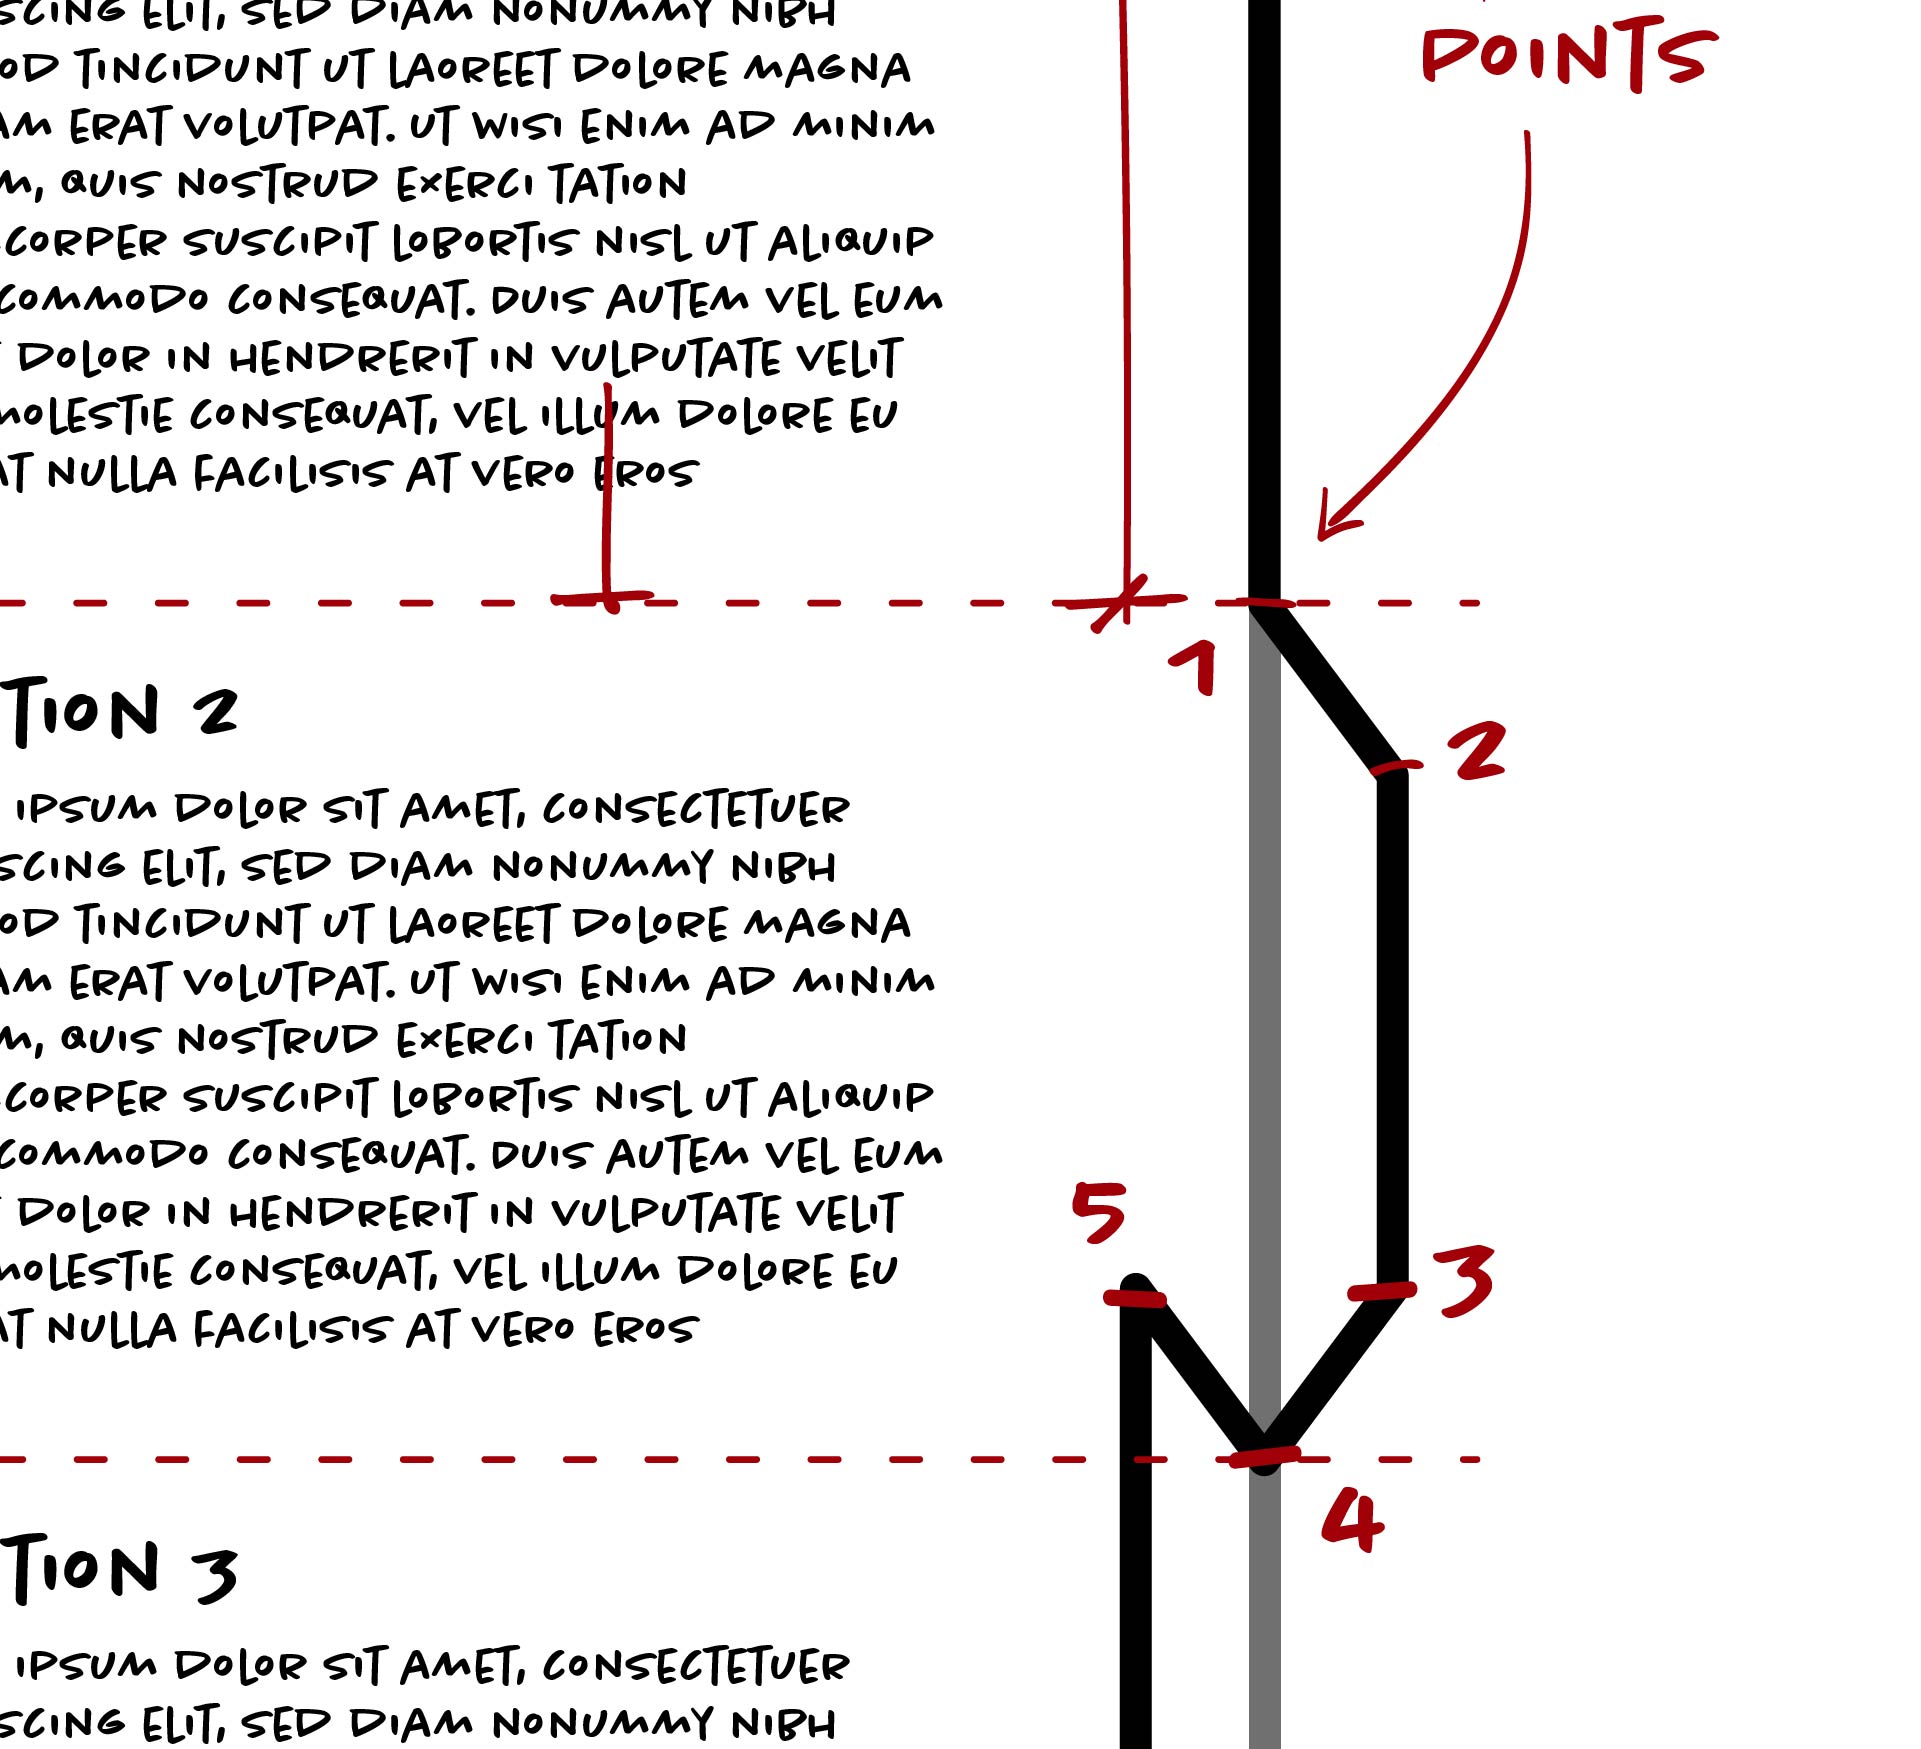 SCING ELIT, SED DIAM NONUMMY NIBH
OD TINCIDUNT UT LAOREET DOLORE MAGNA
AM ERAT VOLUTPAT. UT WISI ENIM AD MINIM
M, QUIS NOSTRUD EXERCI TATION
CORPER SUSCIPIT LOBORTIS NISL UT ALIQUIP
COMMODO CONSEQUAT. DUIS AUTEM VEL EUM
DOLOR IN HENDRERIT IN VULPUTATE VELIT
MOLESTIE CONSEQUAT, VEL ILLUM DOLORE EU
AT NULLA FACILISIS AT VERO EROS
POINTS
1
2
TION 2
IPSUM DOLOR SIT AMET, CONSECTETUER
SCING ELIT, SED DIAM NONUMMY NIBH
OD TINCIDUNT UT LAOREET DOLORE MAGNA
AM ERAT VOLUTPAT. UT WISI ENIM AD MINIM
M, QUIS NOSTRUD EXERCI TATION
CORPER SUSCIPIT LOBORTIS NISL UT ALIQUIP
COMMODO CONSEQUAT. DUIS AUTEM VEL EUM
DOLOR IN HENDRERIT IN VULPUTATE VELIT
MOLESTIE CONSEQUAT, VEL ILLUM DOLORE EU
AT NULLA FACILISIS AT VERO EROS
5
3
4
TION 3
IPSUM DOLOR SIT AMET, CONSECTETUER
SCING ELIT, SED DIAM NONUMMY NIBH